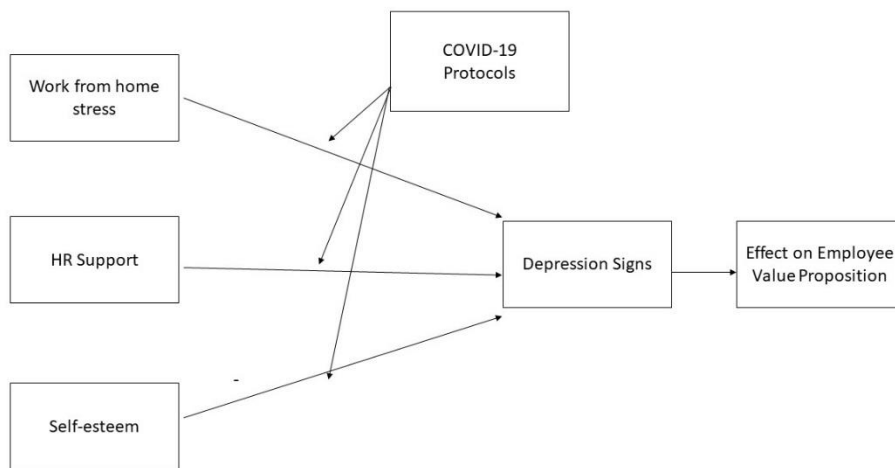 COVID-19
Protocols
Work from home
stress
HR Support
Depression Signs
Effect on Employee
Value Proposition
-
Self-esteem